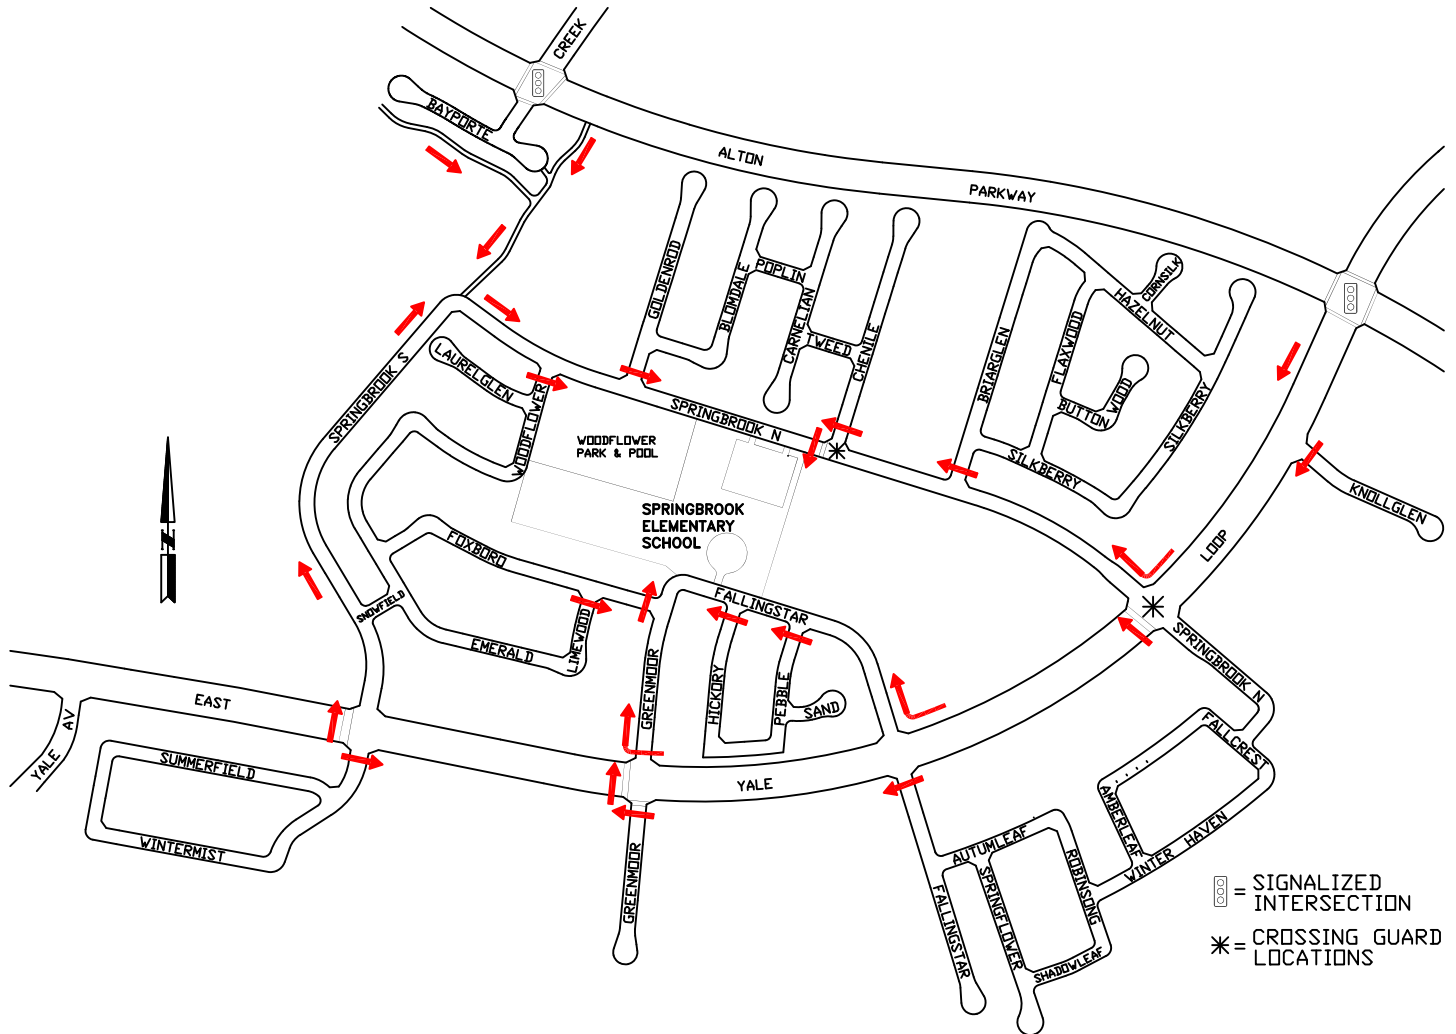 CREEK
BAYPORTE
ALTON
PARKWAY
GOLDENROD
BLOMDALE
POPLIN
CARNELIAN
TWEED
CHENILE
CORNSILK
HAZELNUT
BRIARGLEN
FLAXWOOD
BUTTON WOOD
SILKBERRY
SILKBERRY
KNOLLGLEN
LOOP
SPRINGBROOK S
LAURELGLEN
WOODFLOWER
SPRINGBROOK N
WOODFLOWER
PARK & POOL
SPRINGBROOK
ELEMENTARY
SCHOOL
N
FOXBORO
SNOWFIELD
EMERALD
LIMEWOOD
FALLINGSTAR
GREENMOOR
HICKORY
PEBBLE
SAND
SPRINGBROOK N
FALLCREST
EAST
YALE AV
SUMMERFIELD
WINTERMIST
YALE
GREENMOOR
AMBERLEAF
WINTER HAVEN
AUTUMLEAF
ROBINSONG
SPRINGFLOWER
FALLINGSTAR
SHADOWLEAF
= SIGNALIZED
INTERSECTION
= CROSSING GUARD
LOCATIONS